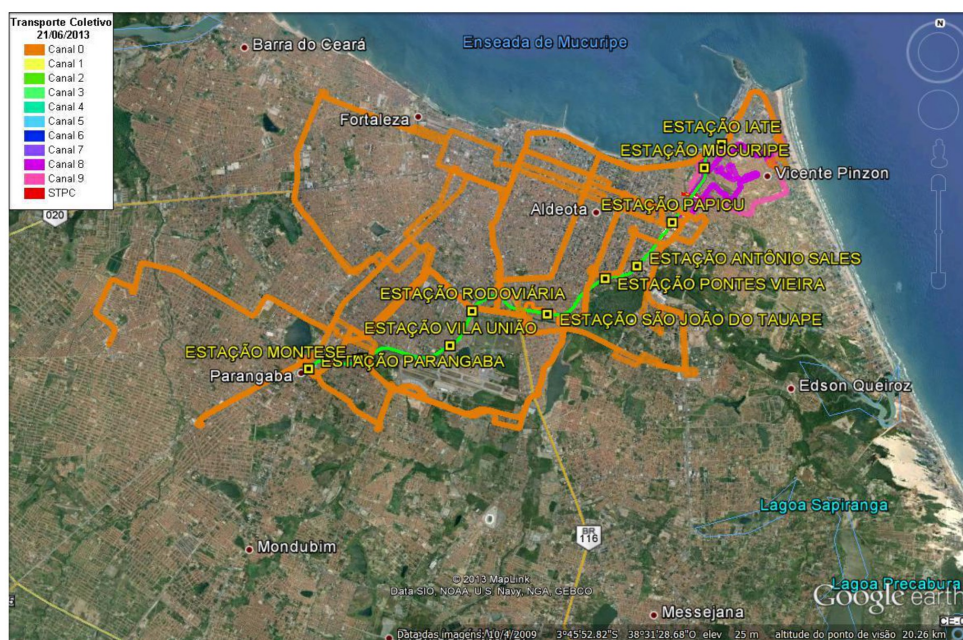 Transporte Coletivo
21/06/2013
Canal 0
Canal 1
Canal 2
Canal 3
Canal 4
Canal 5
Canal 6
Canal 7
Canal 8
Canal 9
STPC
N
Barra do Ceará
Enseada de Mucuripe
Fortaleza
ESTAÇÃO IATE
ESTAÇÃO MUCURIPE
Vicente Pinzon
ESTAÇÃO PAPICU
Aldeota
020
ESTAÇÃO ANTÔNIO SALES
ESTAÇÃO PONTES VIEIRA
ESTAÇÃO RODOVIÁRIA
ESTAÇÃO SÃO JOÃO DO TAUAPE
ESTAÇÃO VILA UNIÃO
ESTAÇÃO MONTESE
ESTAÇÃO PARANGABA
Parangaba
Edson Queiroz
Lagoa Sapiranga
BR
116
Mondubim
© 2013 MapLink
Data SIO, NOAA, U.S. Navy, NGA, GEBCO
Lagoa Precabura
Google earth
Messejana
Data das imagens: 10/4/2009 3°45'52.82"S 38°31'28.68"O elev 25 m altitude do ponto de visão 20.26 km